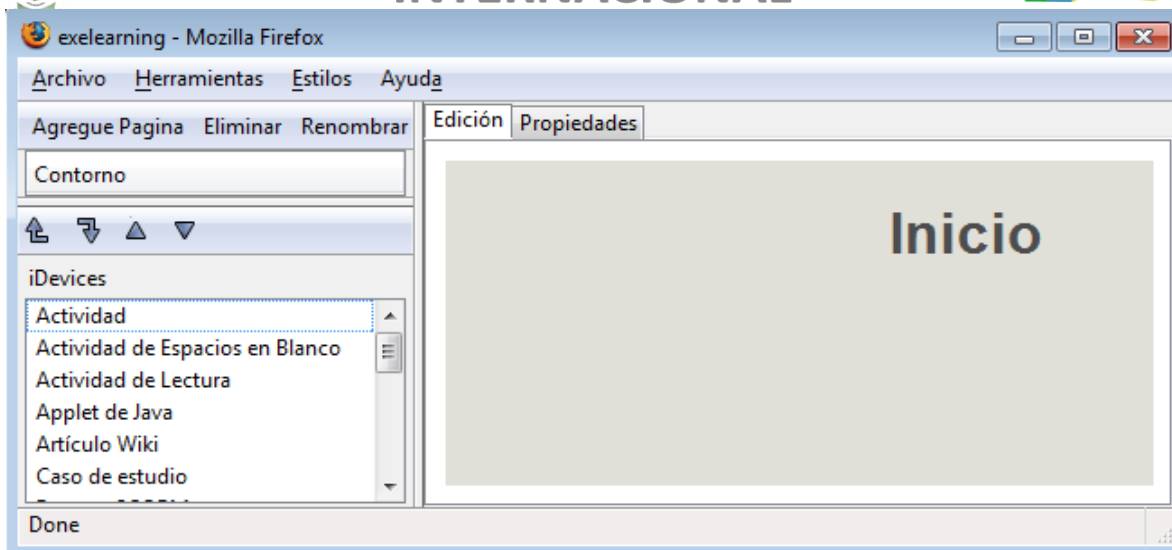 INTERNACIONAL
exelearning - Mozilla Firefox
Archivo Herramientas Estilos Ayuda
Agregue Pagina Eliminar Renombrar
Edición Propiedades
Contorno
Inicio
iDevices
Actividad
Actividad de Espacios en Blanco
Actividad de Lectura
Applet de Java
Artículo Wiki
Caso de estudio
Done